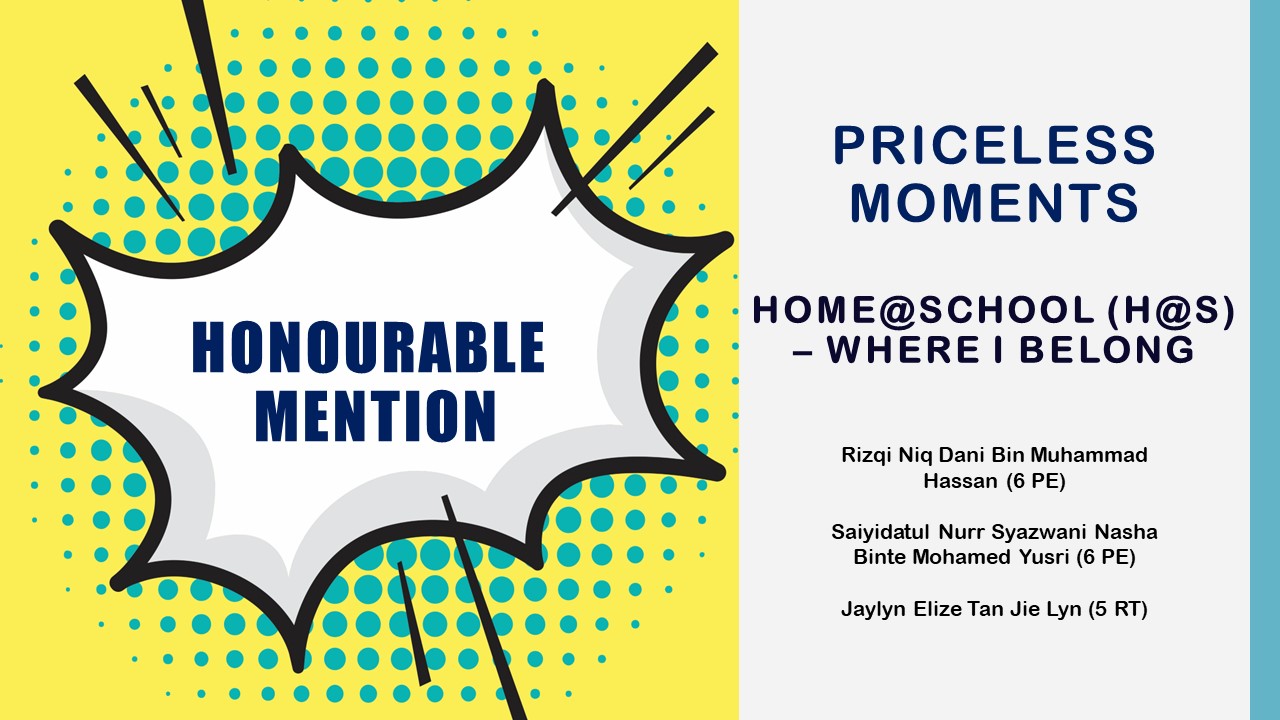 HONOURABLE
MENTION
PRICELESS
MOMENTS
HOME@SCHOOL (H@S)
– WHERE I BELONG
Rizqi Niq Dani Bin Muhammad
Hassan (6 PE)
Saiyidatul Nurr Syazwani Nasha
Binte Mohamed Yusri (6 PE)
Jaylyn Elize Tan Jie Lyn (5 RT)